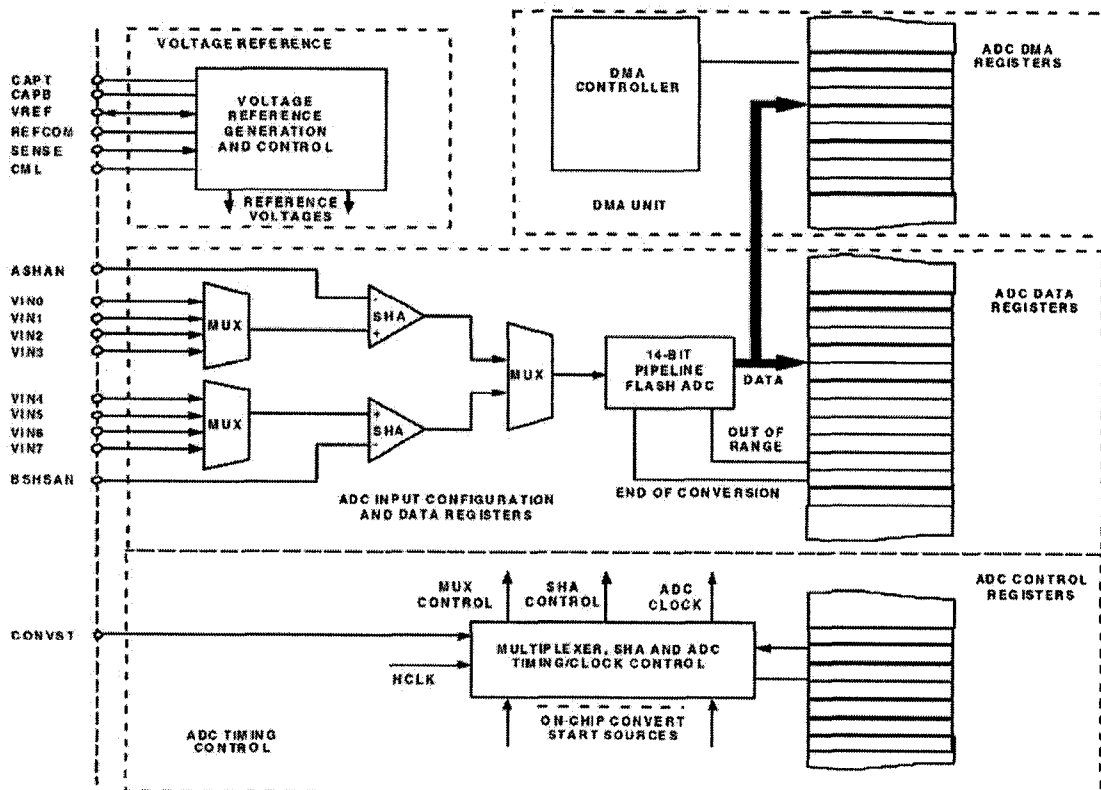 VOLTAGE REFERENCE
CAPT
CAPB
VREF
REFCOM
SENSE
CML
VOLTAGE
REFERENCE
GENERATION
AND CONTROL
REFERENCE
VOLTAGES
DMA
CONTROLLER
DMA UNIT
ADC DMA
REGISTERS
ASHAN
VIN0
VIN1
VIN2
VIN3
MUX
SHA
-
+
VIN4
VIN5
VIN6
VIN7
MUX
+
SHA
-
BSHSAN
MUX
14-BIT
PIPELINE
FLASH ADC
DATA
OUT OF
RANGE
END OF CONVERSION
ADC DATA
REGISTERS
ADC INPUT CONFIGURATION
AND DATA REGISTERS
MUX
CONTROL
SHA
CONTROL
ADC
CLOCK
ADC CONTROL
REGISTERS
CONVST
HCLK
MULTIPLEXER, SHA AND ADC
TIMING/CLOCK CONTROL
ON-CHIP CONVERT
START SOURCES
ADC TIMING
CONTROL